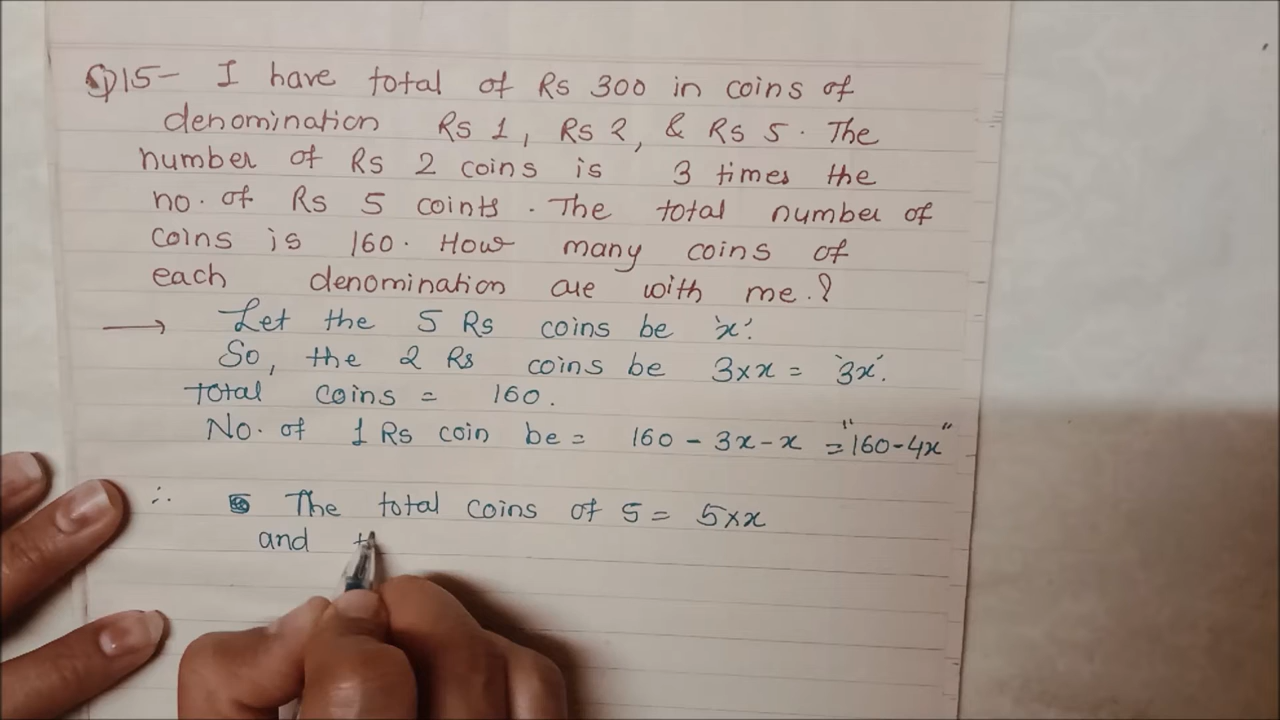 Q15- I have total of Rs 300 in coins of
denomination Rs 1, Rs 2, & Rs 5. The
number of Rs 2 coins is 3 times the
no. of Rs 5 coints. The total number of
coins is 160. How many coins of
each denomination are with me.?
→ Let the 5 Rs coins be 'x'.
So, the 2 Rs coins be 3×x = '3x'.
Total coins = 160.
No. of 1 Rs coin be = 160 - 3x - x = "160-4x"
∴ The total coins of 5 = 5×x
and t